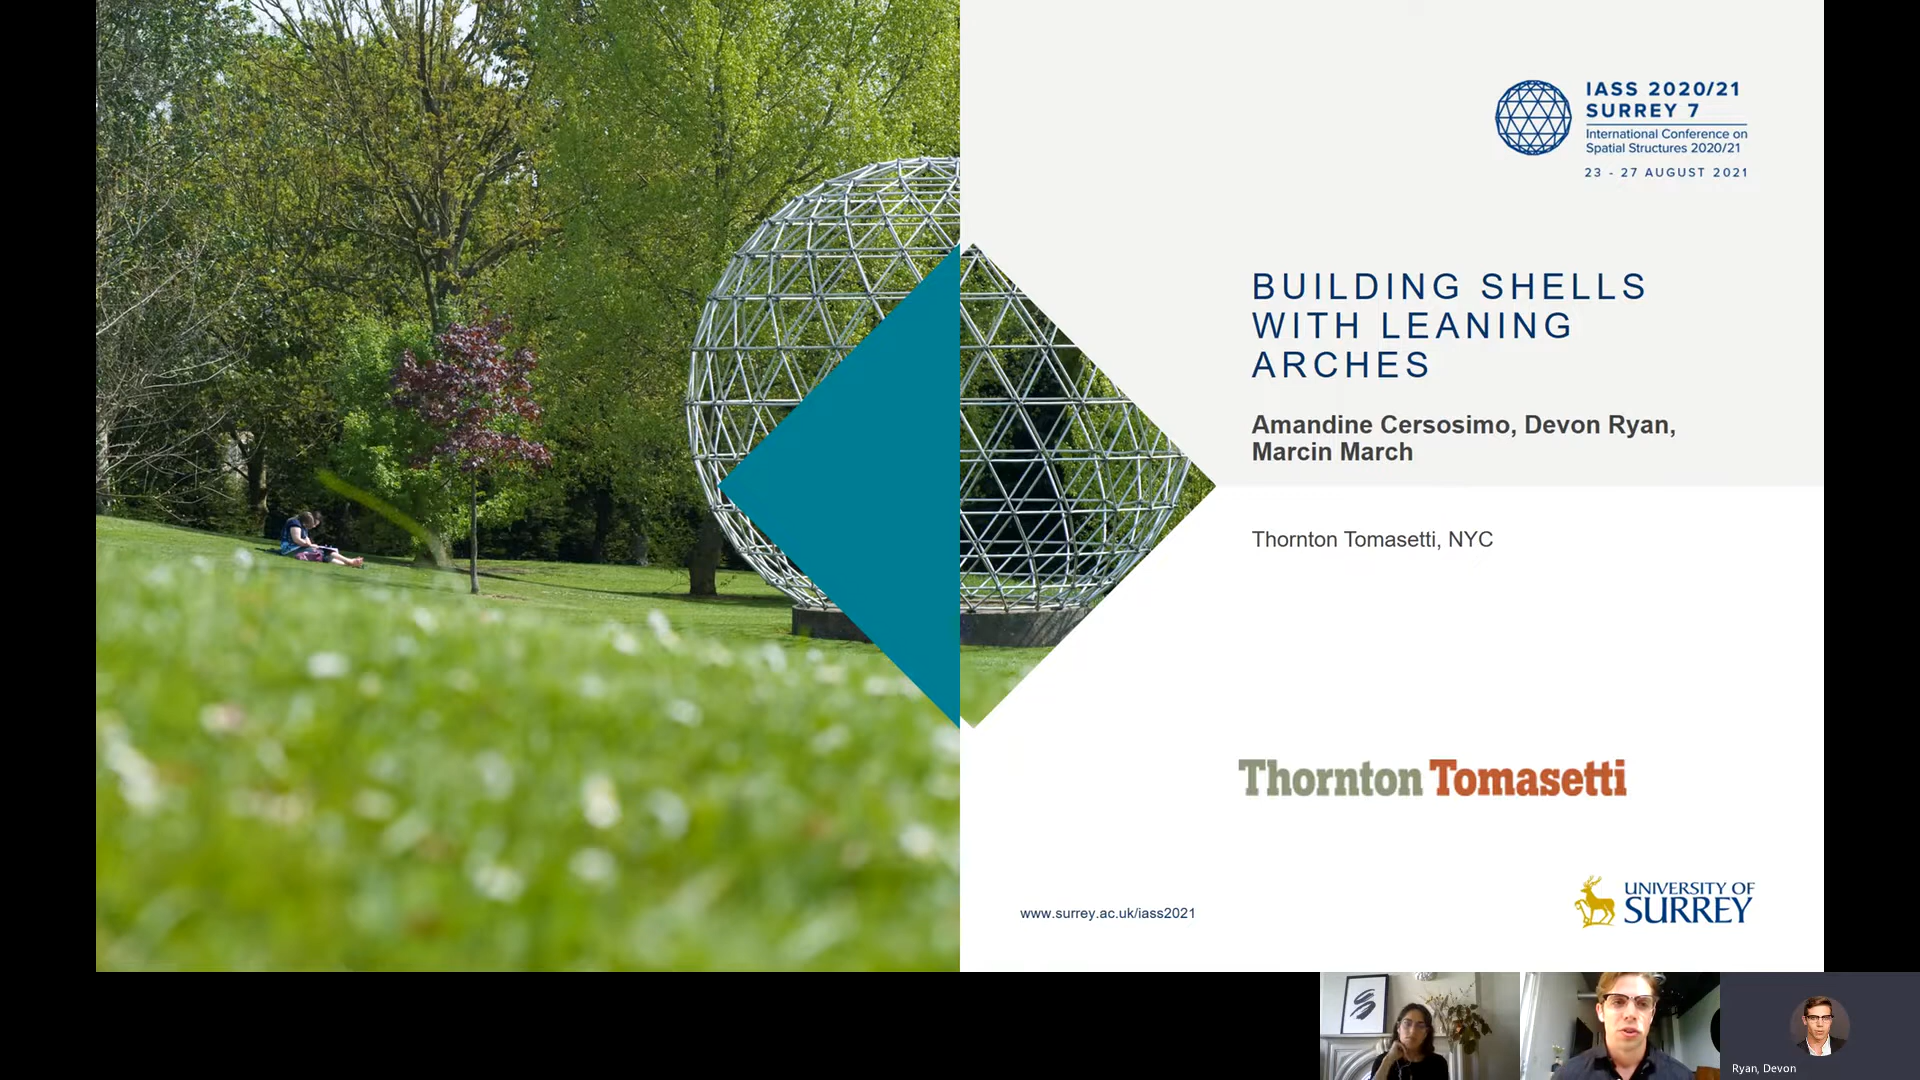 IASS 2020/21
SURREY 7
International Conference on
Spatial Structures 2020/21
23 - 27 AUGUST 2021
BUILDING SHELLS
WITH LEANING
ARCHES
Amandine Cersosimo, Devon Ryan,
Marcin March
Thornton Tomasetti, NYC
Thornton Tomasetti
www.surrey.ac.uk/iass2021
UNIVERSITY OF
SURREY
Ryan, Devon